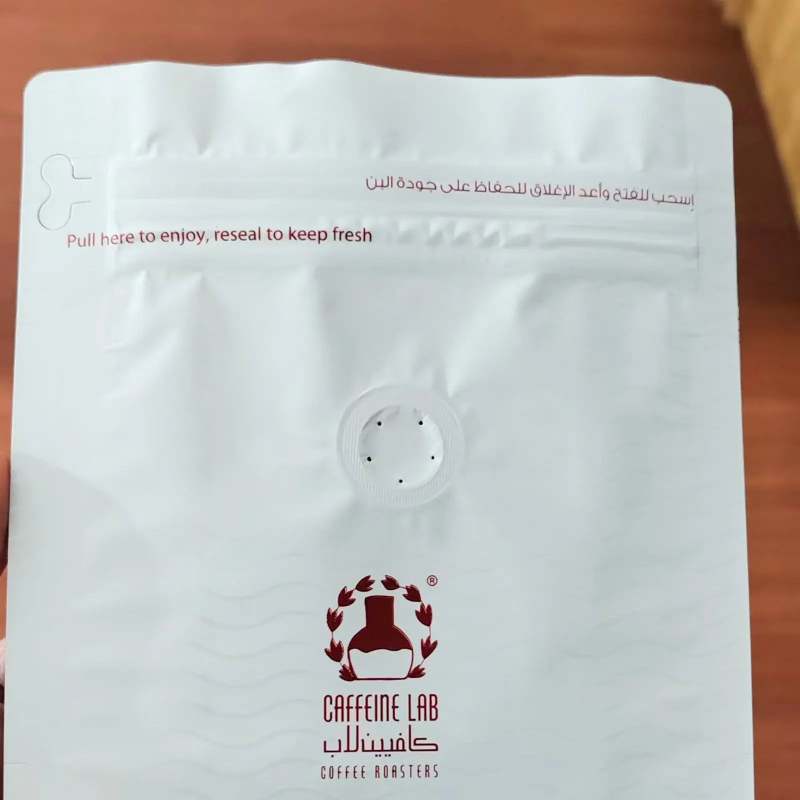 إسحب للفتح وأعد الإغلاق للحفاظ على جودة البن
Pull here to enjoy, reseal to keep fresh
®
CAFFEINE LAB
كافيين لاب
COFFEE ROASTERS